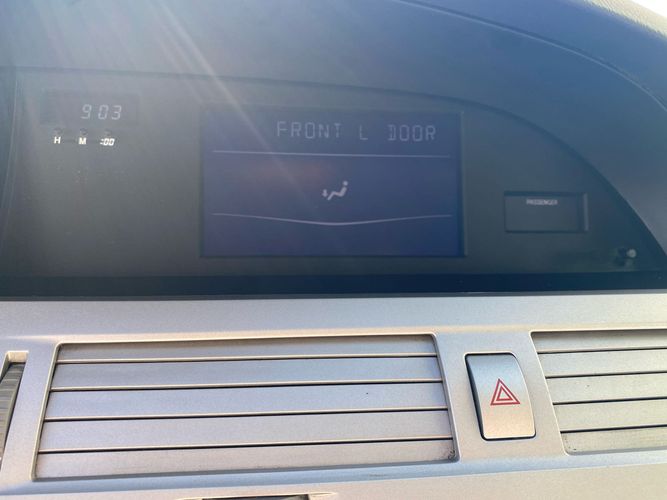 9:03
H M :00
FRONT L DOOR
PASSENGER